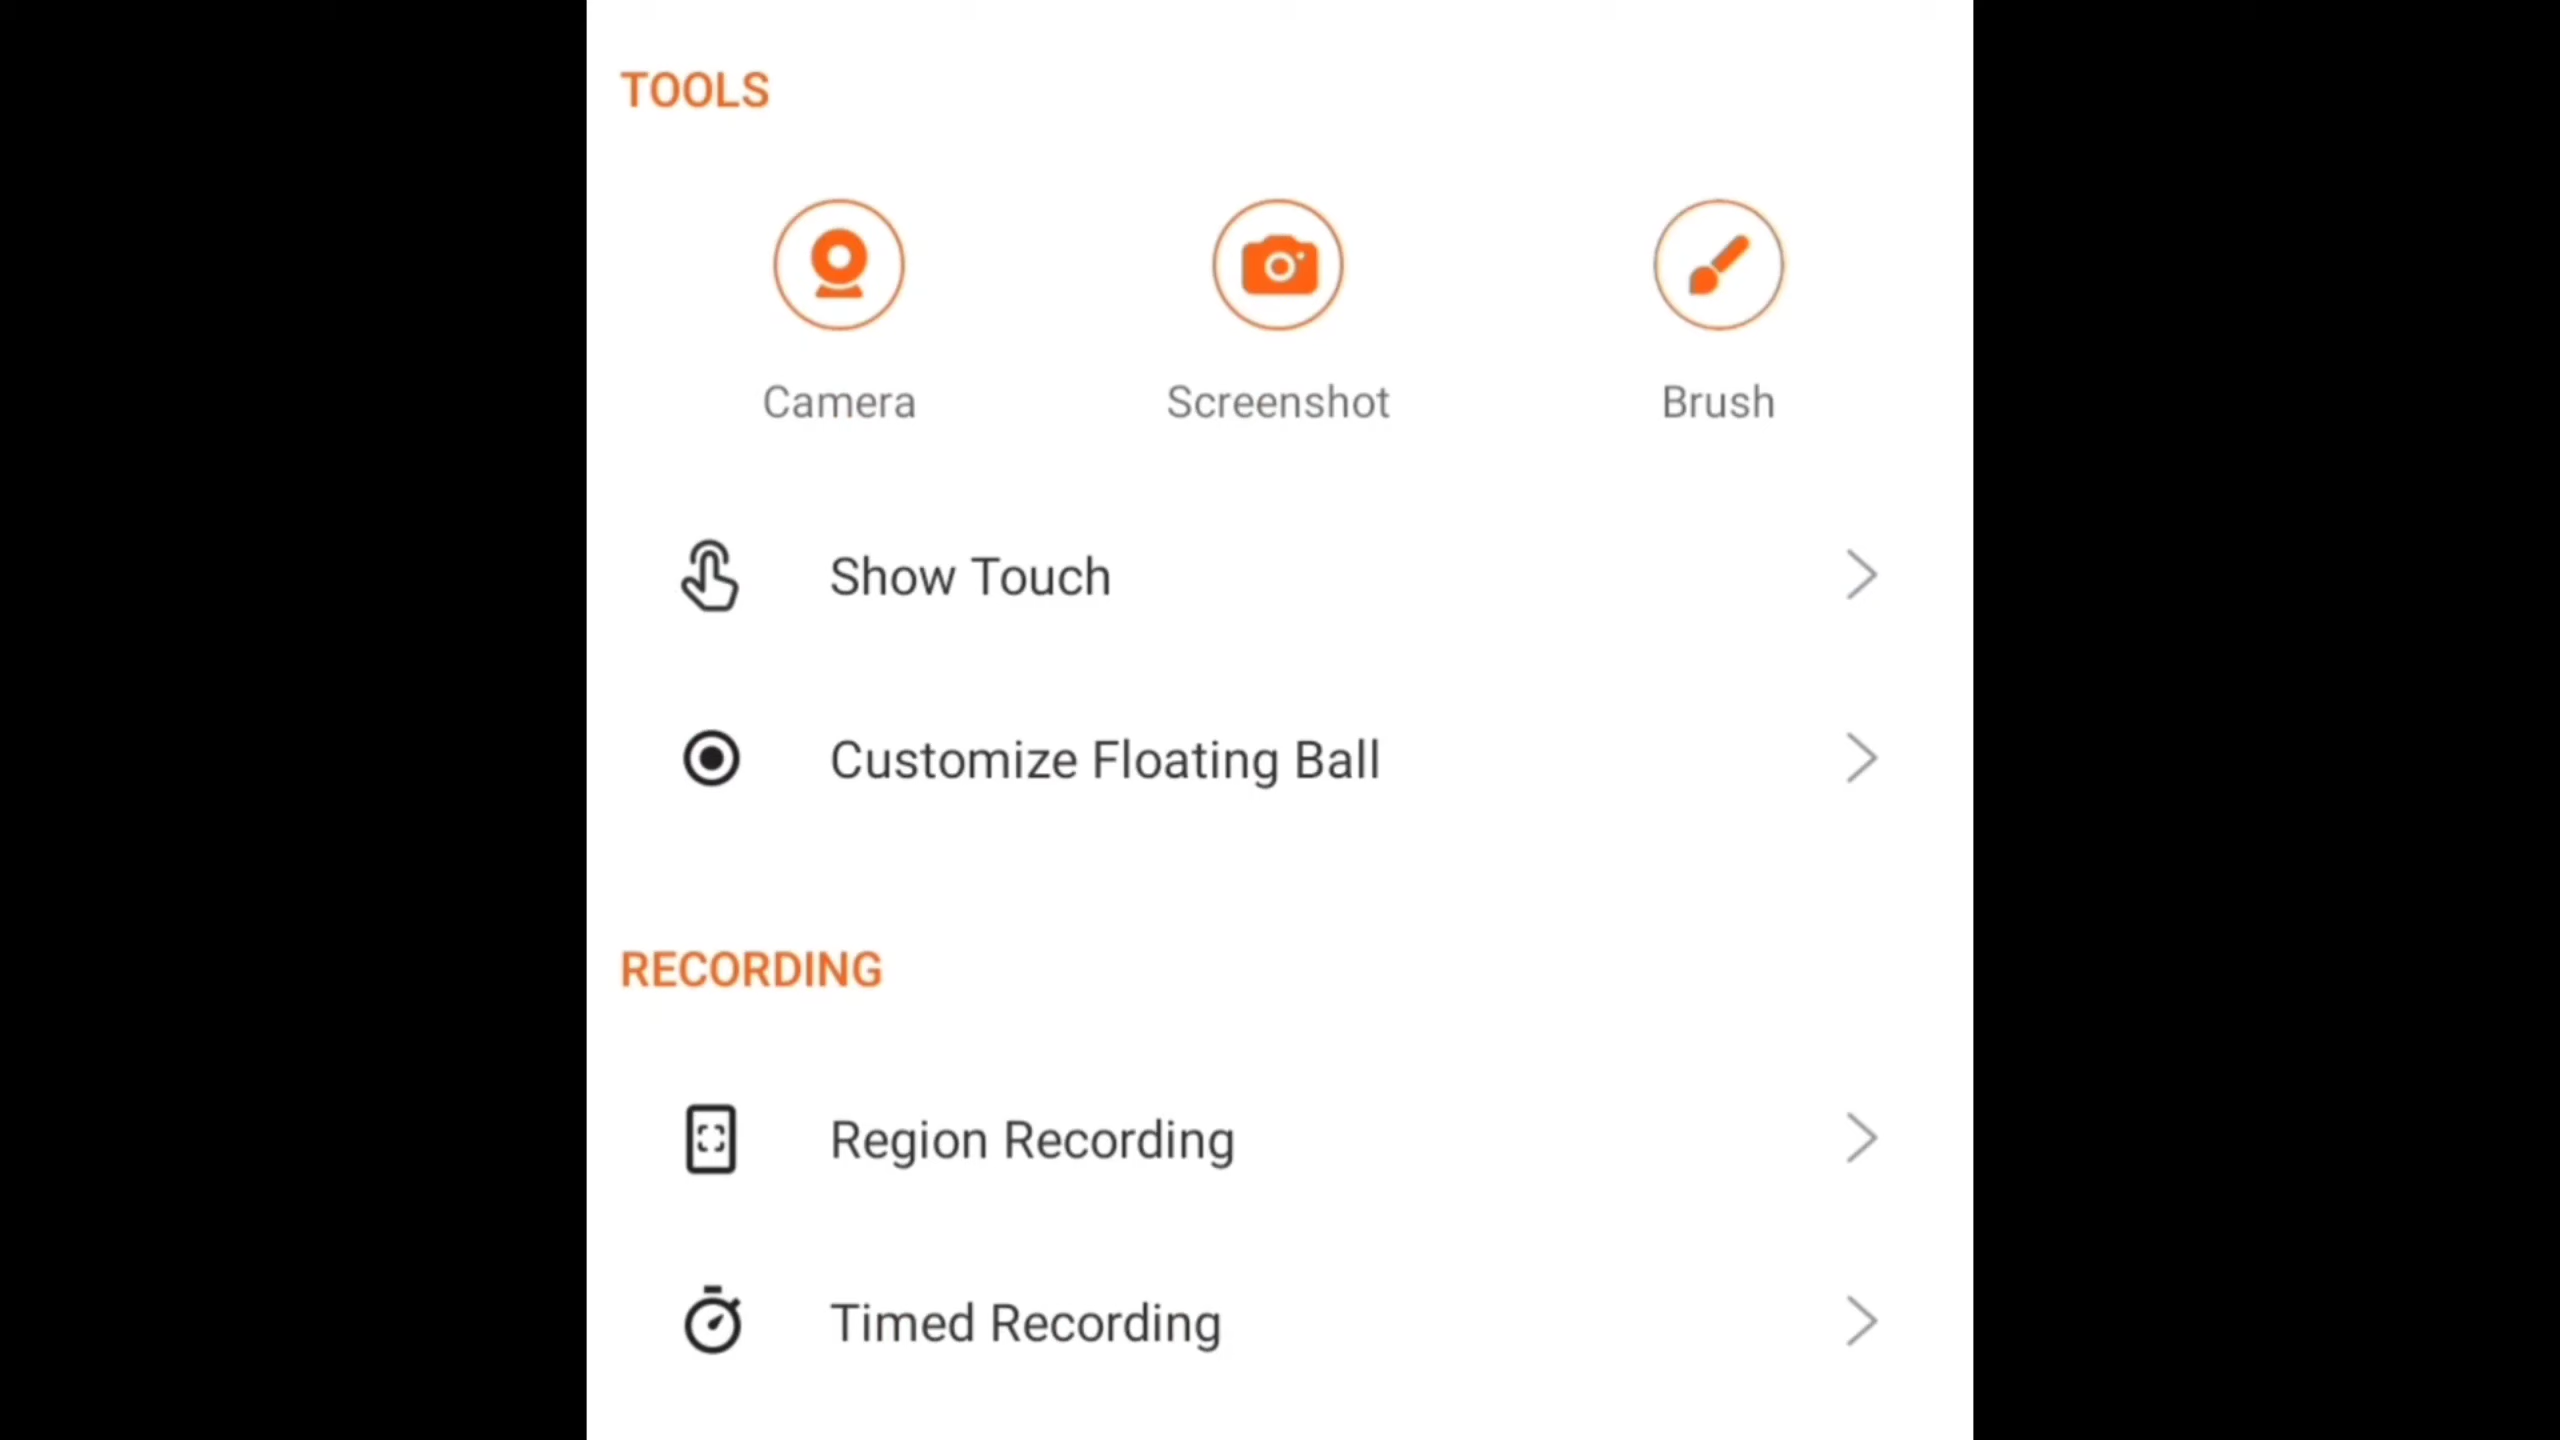 TOOLS
Camera Screenshot Brush
Show Touch
Customize Floating Ball
RECORDING
Region Recording
Timed Recording